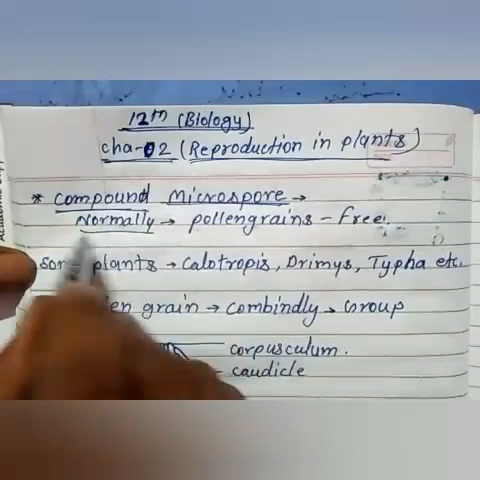 12th (Biology)
cha-02 (Reproduction in plants)
* Compound Microspore →
Normally → pollengrains - free.
plants → Calotropis, Drimys, Typha etc.
grain → combindly → Group
corpusculum.
caudicle